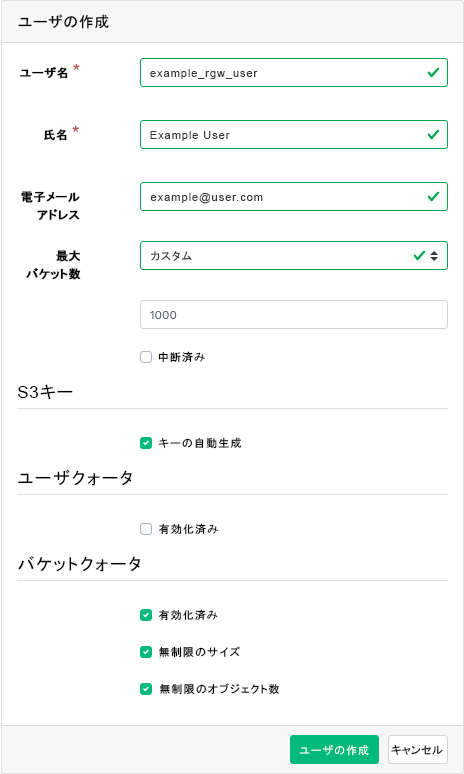 ユーザの作成
ユーザ名 *
example_rgw_user
氏名 *
Example User
電子メール
アドレス
example@user.com
最大
バケット数
カスタム
1000
中断済み
S3キー
キーの自動生成
ユーザクォータ
有効化済み
バケットクォータ
有効化済み
無制限のサイズ
無制限のオブジェクト数
ユーザの作成
キャンセル